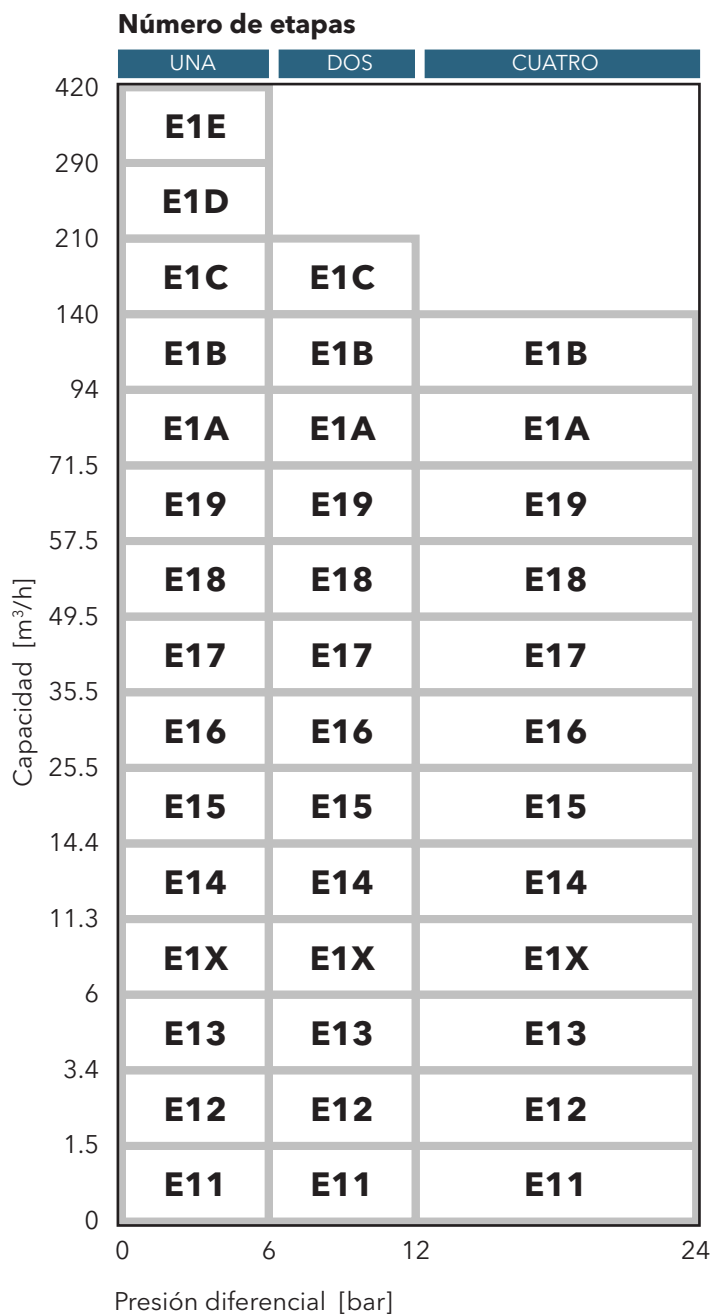 Número de etapas
UNA DOS CUATRO
420
E1E
290
E1D
210
E1C E1C
140
E1B E1B E1B
94
E1A E1A E1A
71.5
E19 E19 E19
57.5
E18 E18 E18
49.5
E17 E17 E17
35.5
E16 E16 E16
25.5
E15 E15 E15
14.4
E14 E14 E14
11.3
E1X E1X E1X
6
E13 E13 E13
3.4
E12 E12 E12
1.5
E11 E11 E11
0
Capacidad [m³/h]
0 6 12 24
Presión diferencial [bar]